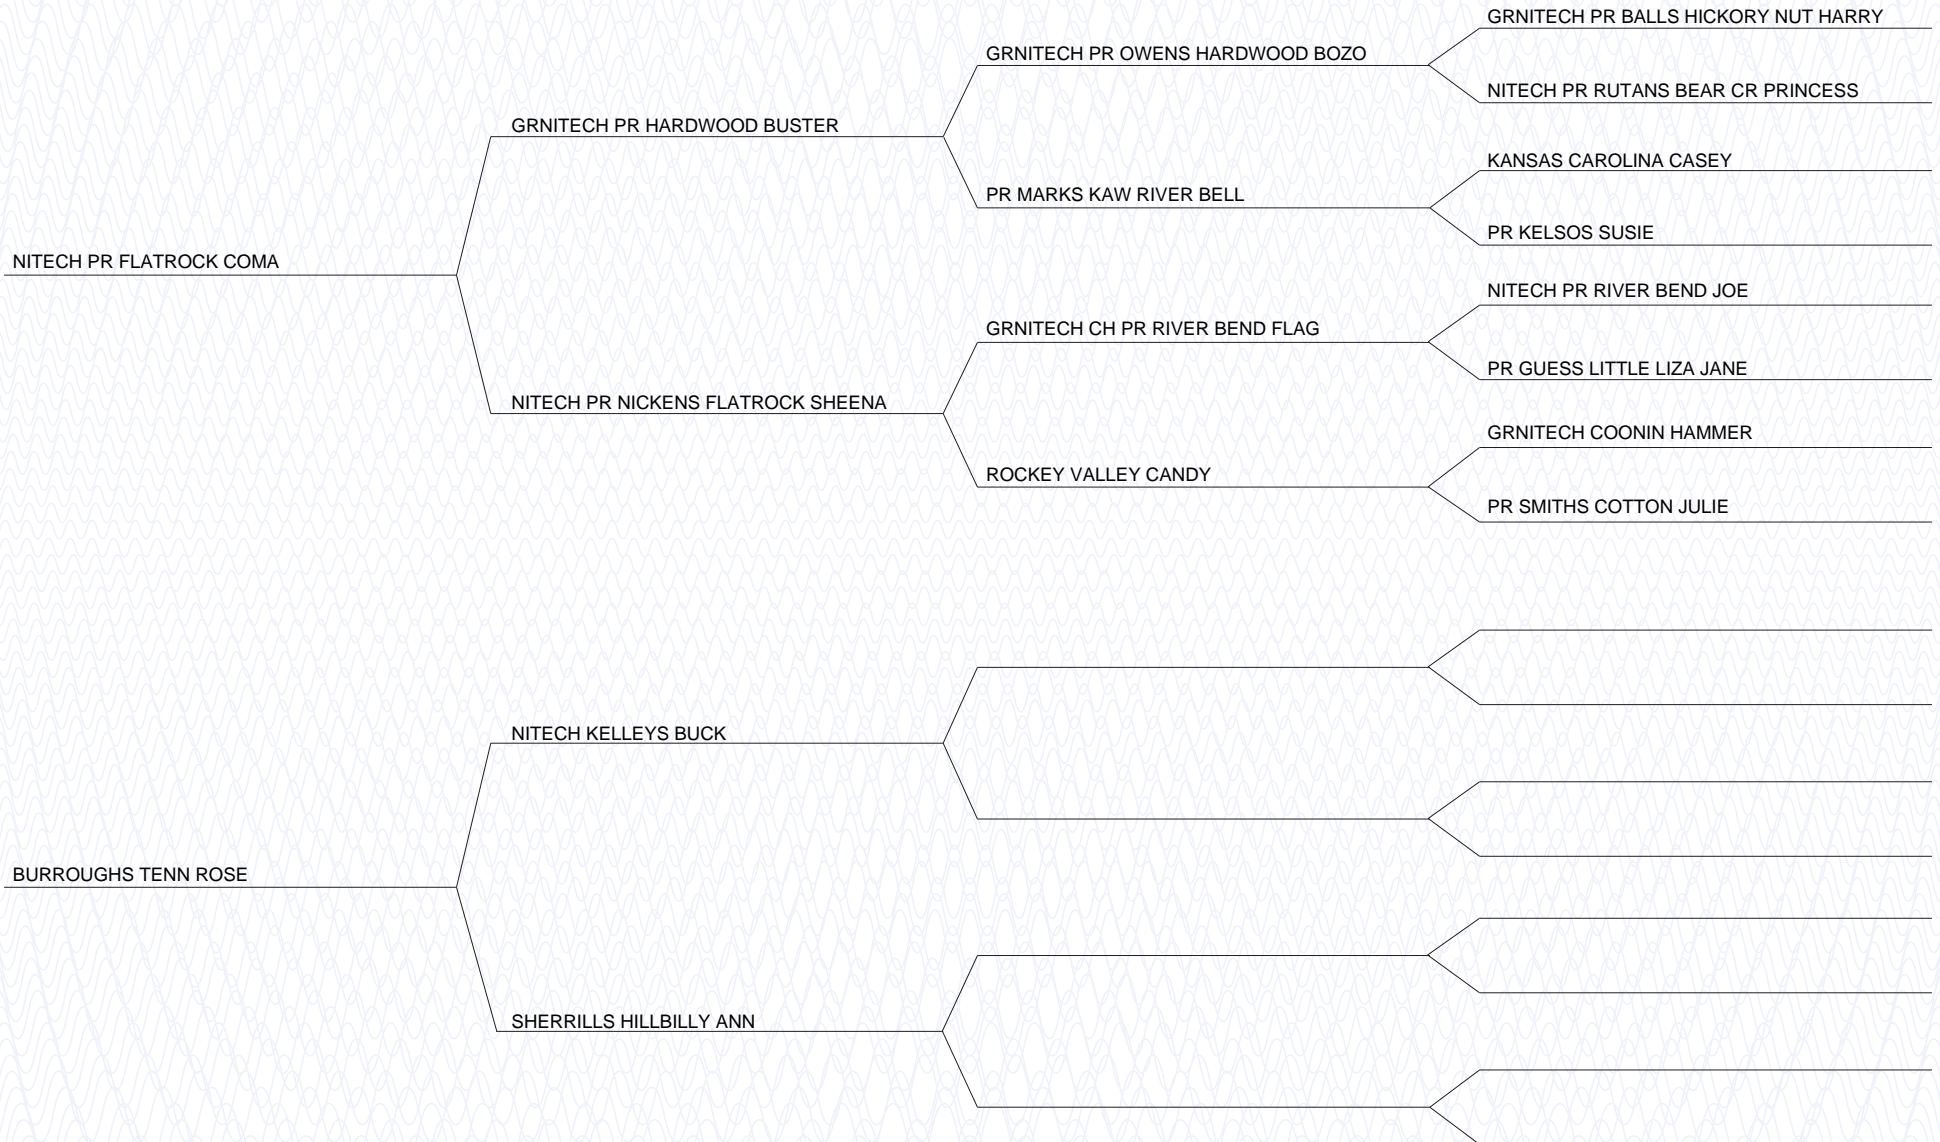 GRNITECH PR BALLS HICKORY NUT HARRY
GRNITECH PR OWENS HARDWOOD BOZO
NITECH PR RUTANS BEAR CR PRINCESS
GRNITECH PR HARDWOOD BUSTER
KANSAS CAROLINA CASEY
PR MARKS KAW RIVER BELL
PR KELSOS SUSIE
NITECH PR FLATROCK COMA
NITECH PR RIVER BEND JOE
GRNITECH CH PR RIVER BEND FLAG
PR GUESS LITTLE LIZA JANE
NITECH PR NICKENS FLATROCK SHEENA
GRNITECH COONIN HAMMER
ROCKEY VALLEY CANDY
PR SMITHS COTTON JULIE
NITECH KELLEYS BUCK
BURROUGHS TENN ROSE
SHERRILLS HILLBILLY ANN